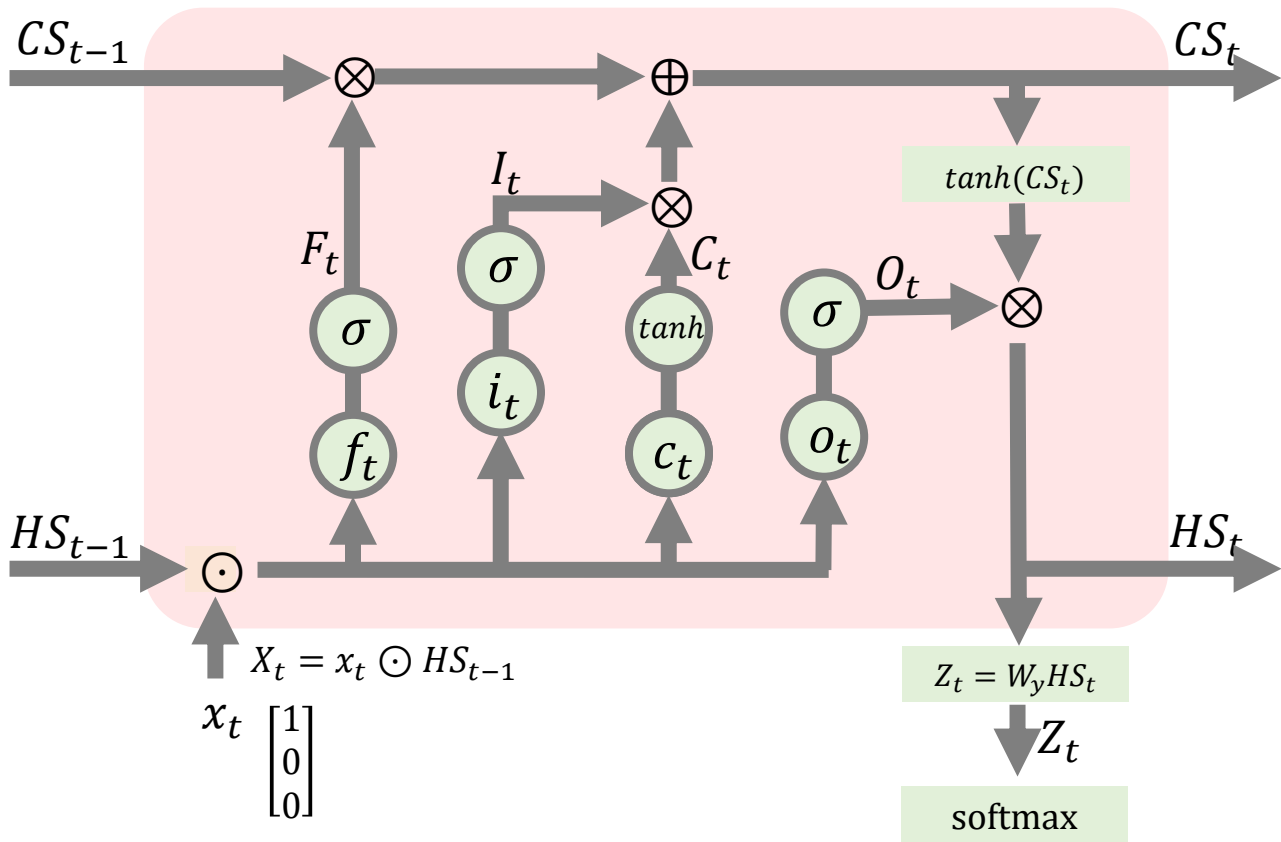 CS_{t−1}
CS_t
⊗
⊕
tanh(CS_t)
I_t
⊗
F_t
σ
C_t
O_t
σ
tanh
σ
⊗
i_t
f_t
c_t
o_t
HS_{t−1}
HS_t
⊙
X_t = x_t ⊙ HS_{t−1}
Z_t = W_y HS_t
x_t
[1
0
0]
Z_t
softmax